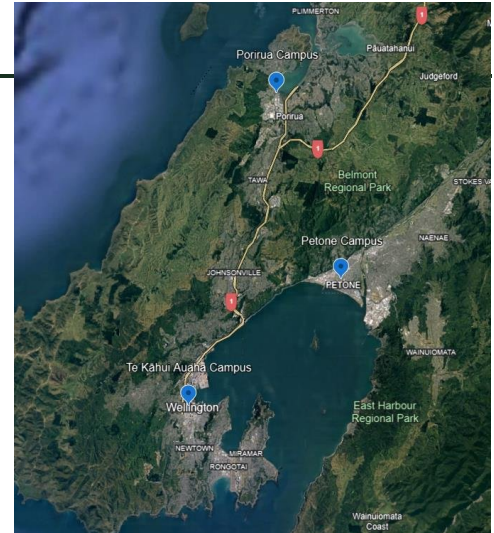 PLIMMERTON
1
Pāuatahanui
Porirua Campus
Judgeford
Porirua
1
Belmont
Regional Park
TAWA
STOKES VA
NAENAE
Petone Campus
JOHNSONVILLE
PETONE
1
WAINUIOMATA
Te Kāhui Auaha Campus
Wellington
East Harbour
Regional Park
NEWTOWN
MIRAMAR
RONGOTAI
Wainuiomata
Coast